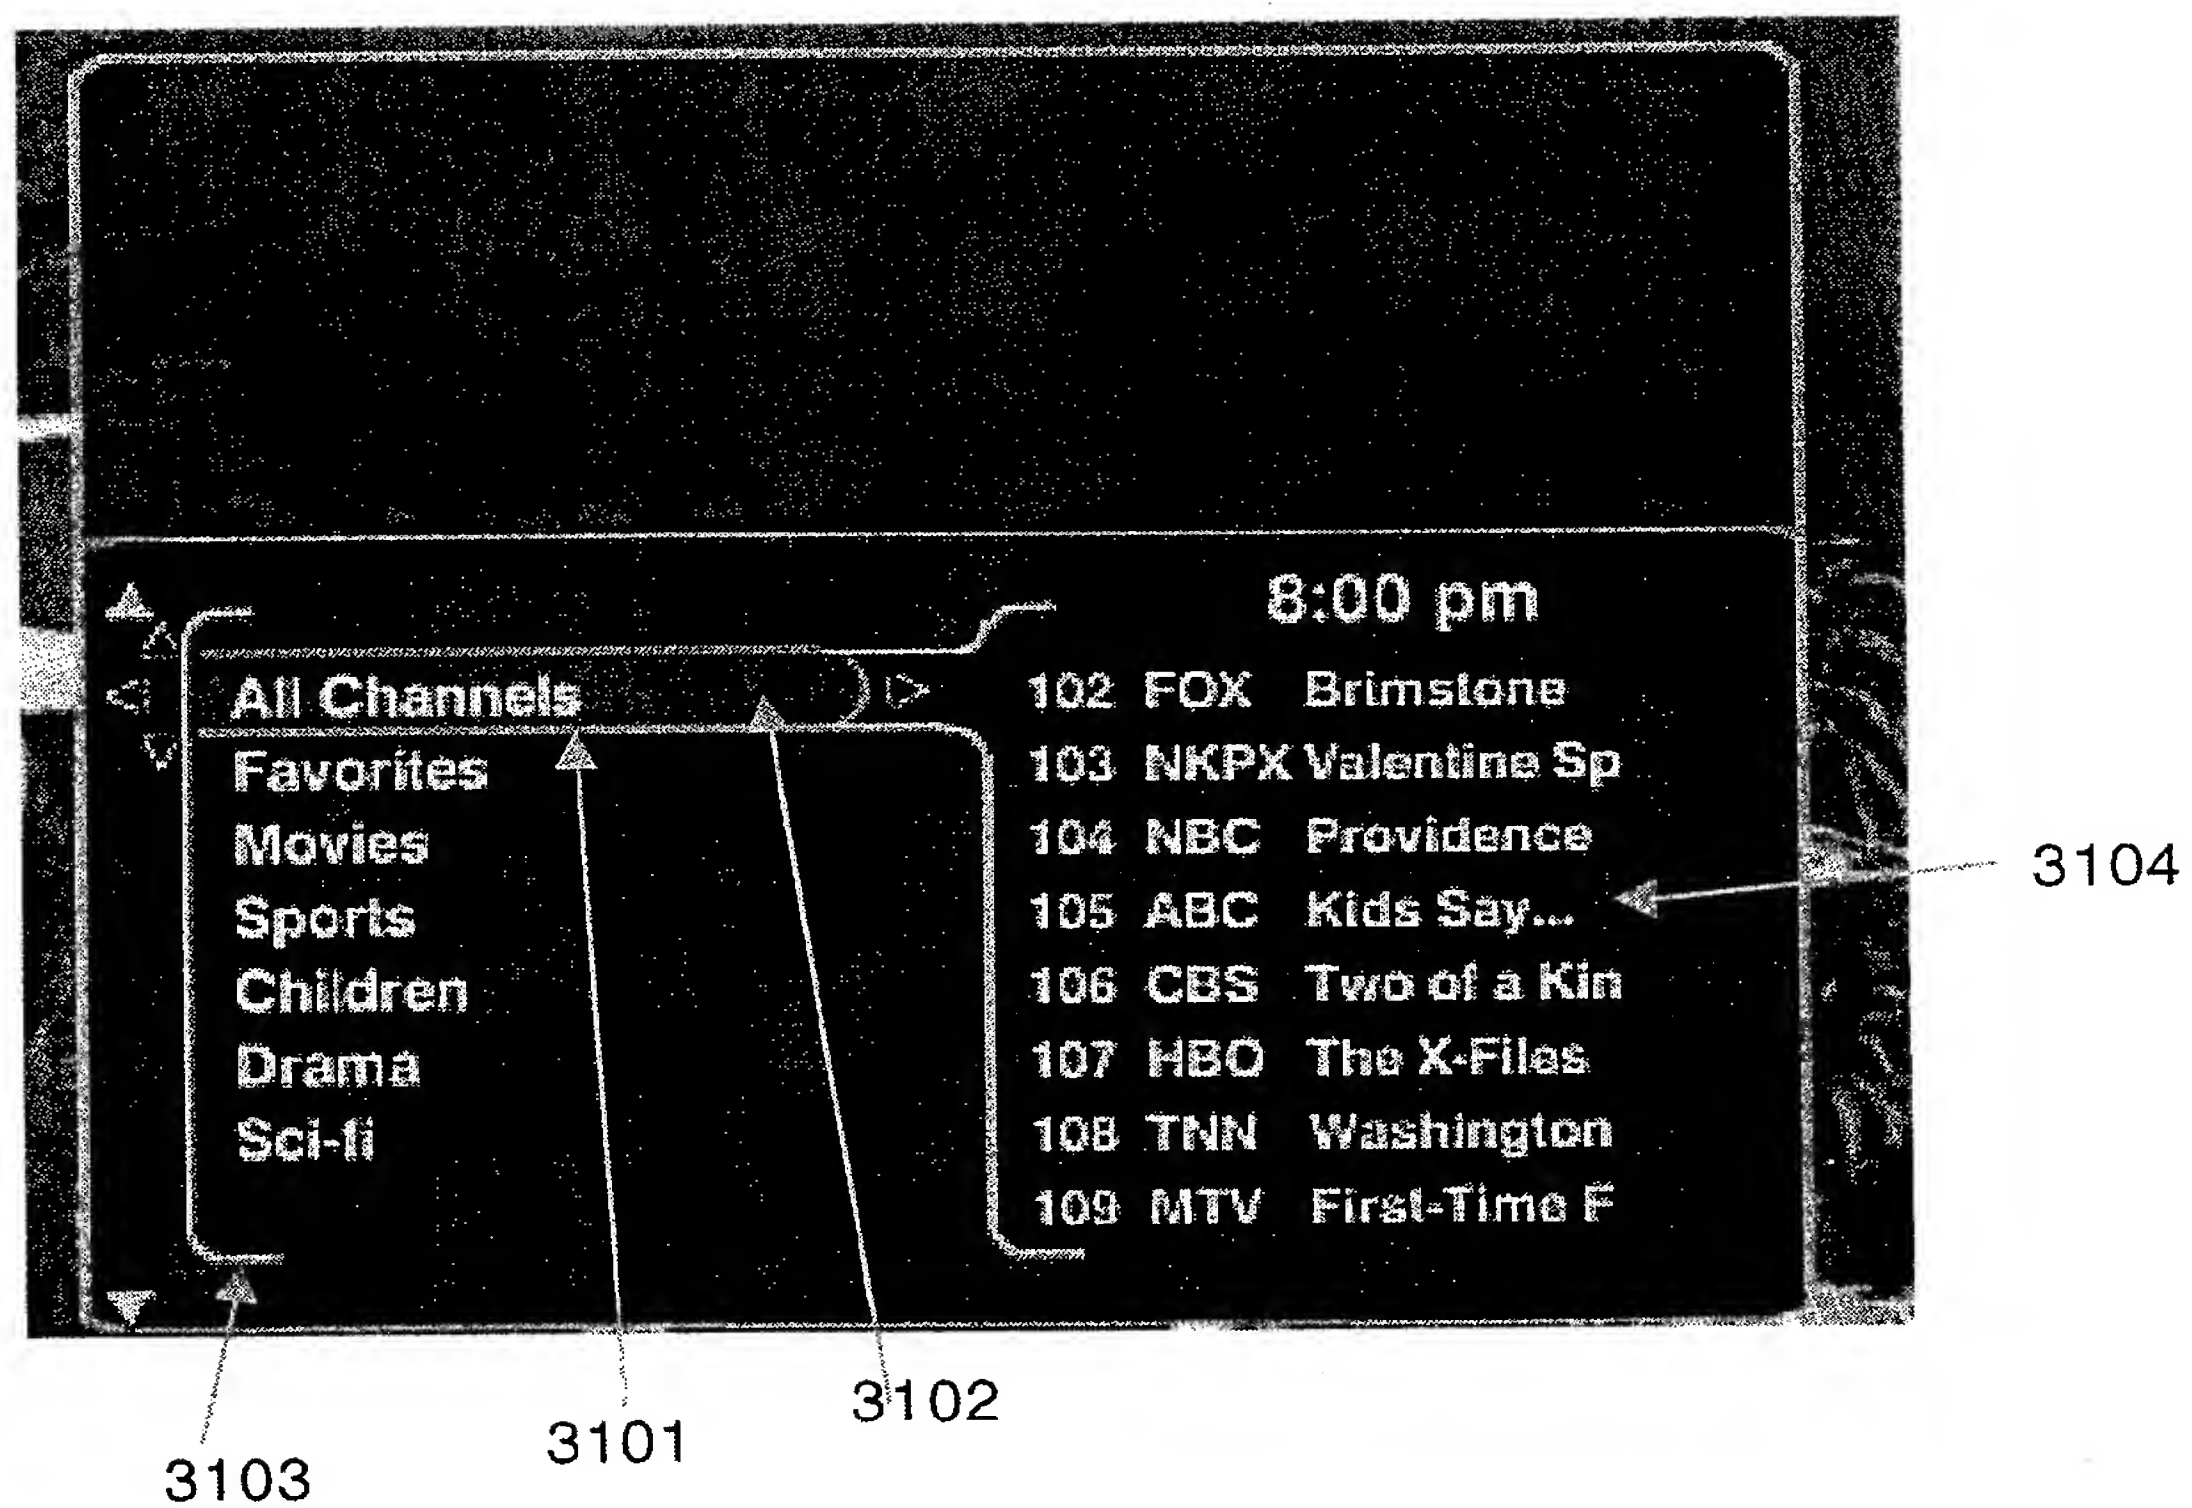 8:00 pm
All Channels
Favorites
Movies
Sports
Children
Drama
Sci-fi
102 FOX Brimstone
103 NKPX Valentine Sp
104 NBC Providence
105 ABC Kids Say...
106 CBS Two of a Kin
107 HBO The X-Files
108 TNN Washington
109 MTV First-Time F
3104
3102
3101
3103